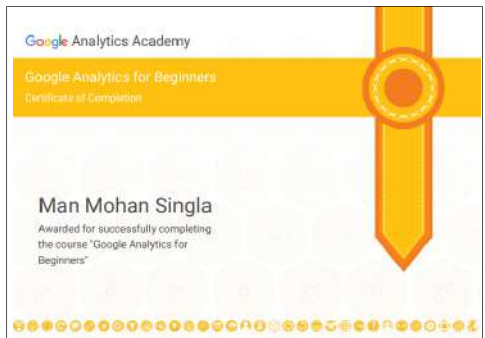 Google Analytics Academy
Google Analytics for Beginners
Certificate of Completion
Man Mohan Singla
Awarded for successfully completing
the course "Google Analytics for
Beginners"